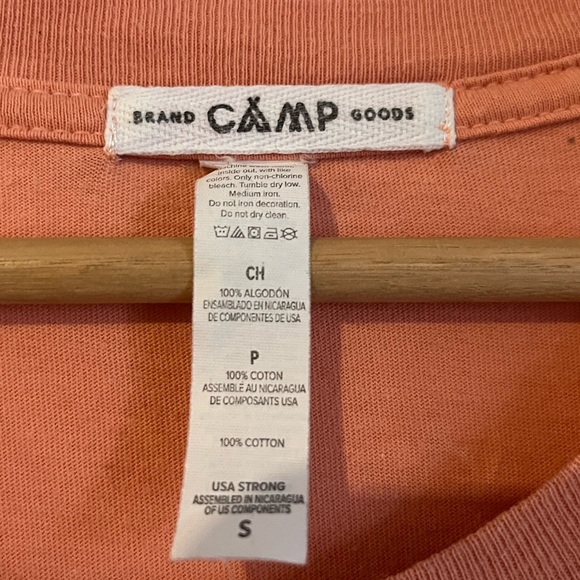 BRAND CAMP GOODS
machine
inside out, with like
colors. Only non-chlorine
bleach. Tumble dry low.
Medium iron.
Do not iron decoration.
Do not dry clean.
CH
100% ALGODÓN
ENSAMBLADO EN NICARAGUA
DE COMPONENTES DE USA
P
100% COTON
ASSEMBLÉ AU NICARAGUA
DE COMPOSANTS USA
100% COTTON
USA STRONG
ASSEMBLED IN NICARAGUA
OF US COMPONENTS
S